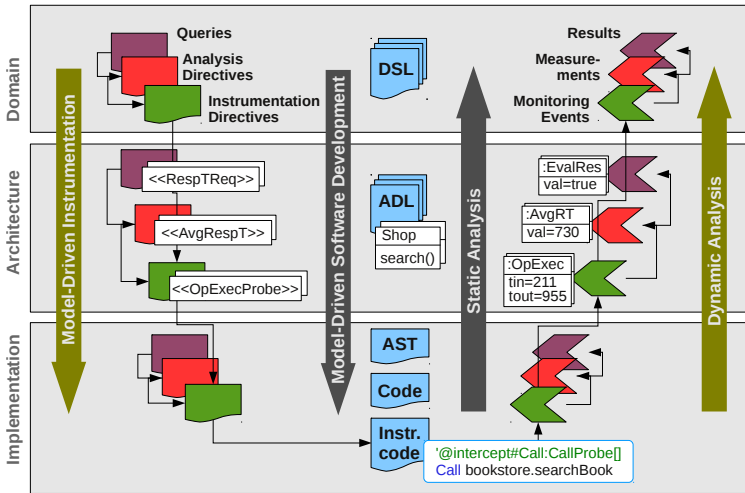 Domain
Queries
Analysis
Directives
Instrumentation
Directives
DSL
Results
Measure-
ments
Monitoring
Events
Model-Driven Instrumentation
Model-Driven Software Development
Static Analysis
Dynamic Analysis
Architecture
<<RespTReq>>
<<AvgRespT>>
<<OpExecProbe>>
ADL
Shop
search()
:EvalRes
val=true
:AvgRT
val=730
:OpExec
tin=211
tout=955
Implementation
AST
Code
Instr.
code
'@intercept#Call:CallProbe[]
Call bookstore.searchBook